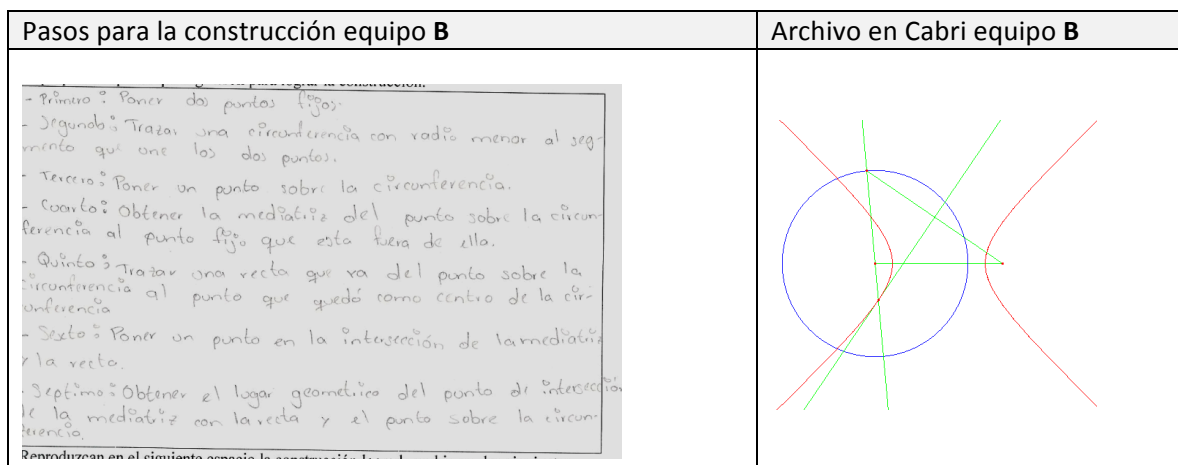 Pasos para la construcción equipo B
Archivo en Cabri equipo B
para lograr la construcción.
- Primero: Poner dos puntos fijos.
- Segundo: Trazar una circunferencia con radio menor al seg-
mento que une los dos puntos.
- Tercero: Poner un punto sobre la circunferencia.
- Cuarto: Obtener la mediatriz del punto sobre la circun-
ferencia al punto fijo que esta fuera de ella.
- Quinto: Trazar una recta que va del punto sobre la
circunferencia al punto que quedó como centro de la cir-
cunferencia
- Sexto: Poner un punto en la intersección de la mediatriz
y la recta.
- Septimo: Obtener el lugar geometrico del punto de intersección
de la mediatriz con la recta y el punto sobre la circun-
ferencia.
Reproduzcan en el siguiente espacio la construcción